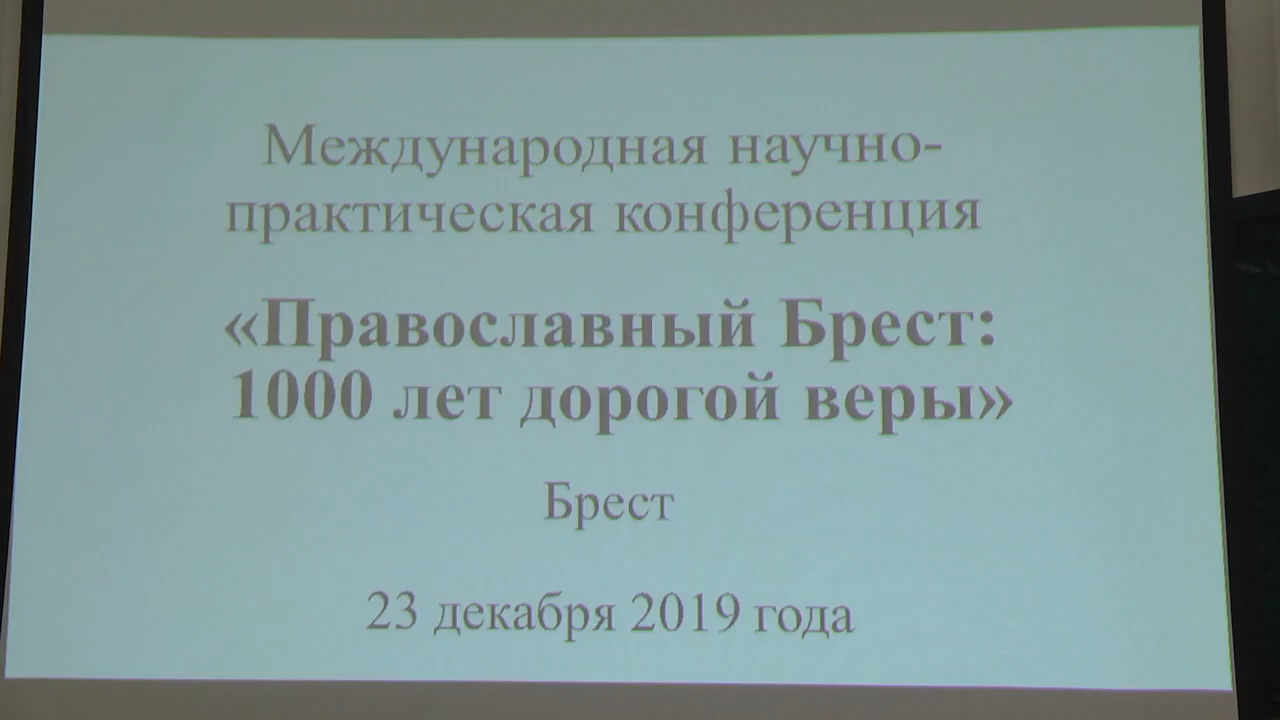 Международная научно-
практическая конференция
«Православный Брест:
1000 лет дорогой веры»
Брест
23 декабря 2019 года